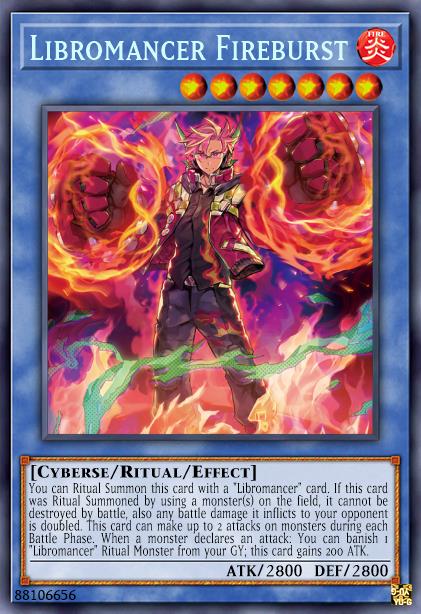 LIBROMANCER FIREBURST
FIRE
炎
[CYBERSE/RITUAL/EFFECT]
You can Ritual Summon this card with a "Libromancer" card. If this card
was Ritual Summoned by using a monster(s) on the field, it cannot be
destroyed by battle, also any battle damage it inflicts to your opponent
is doubled. This card can make up to 2 attacks on monsters during each
Battle Phase. When a monster declares an attack: You can banish 1
"Libromancer" Ritual Monster from your GY; this card gains 200 ATK.
ATK/2800 DEF/2800
88106656